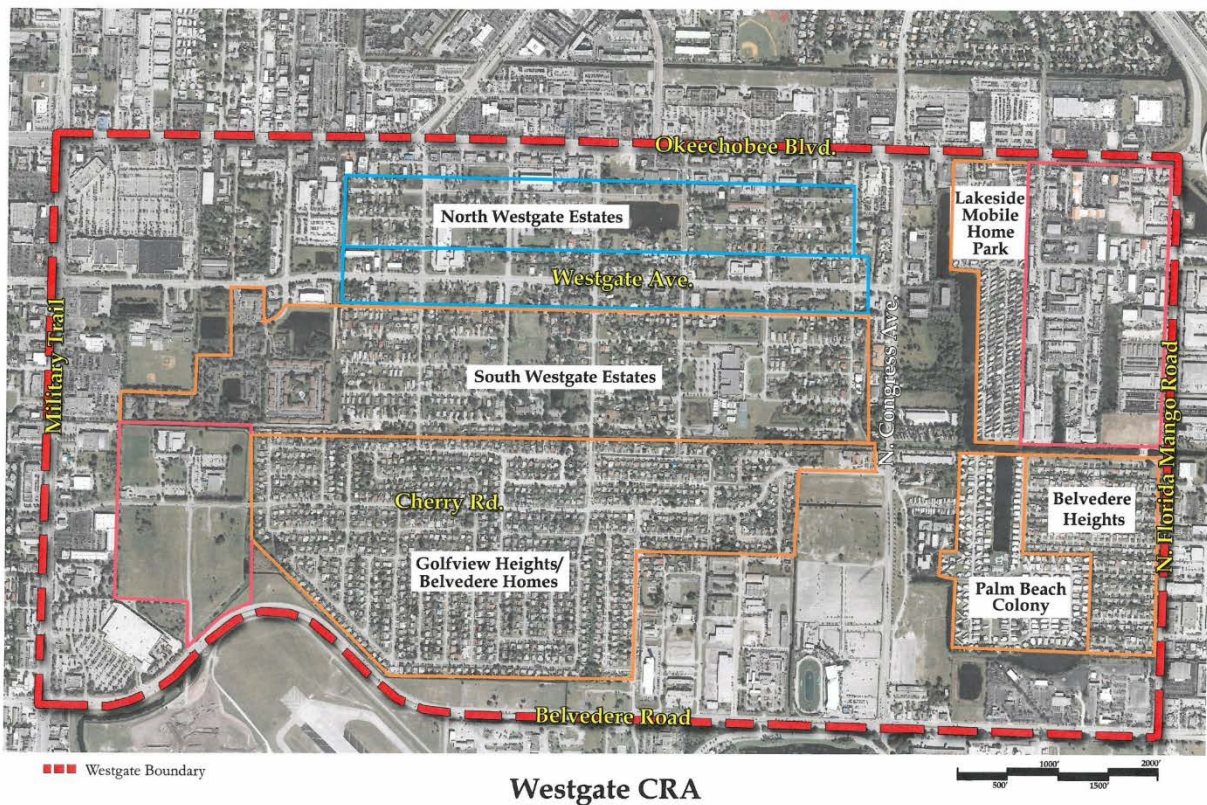 Okeechobee Blvd.
North Westgate Estates
Lakeside
Mobile
Home
Park
Westgate Ave.
Military Trail
N. Congress Ave.
N. Florida Mango Road
South Westgate Estates
Cherry Rd.
Golfview Heights/
Belvedere Homes
Belvedere
Heights
Palm Beach
Colony
Belvedere Road
Westgate Boundary
Westgate CRA
1000' 2000'
500' 1500'